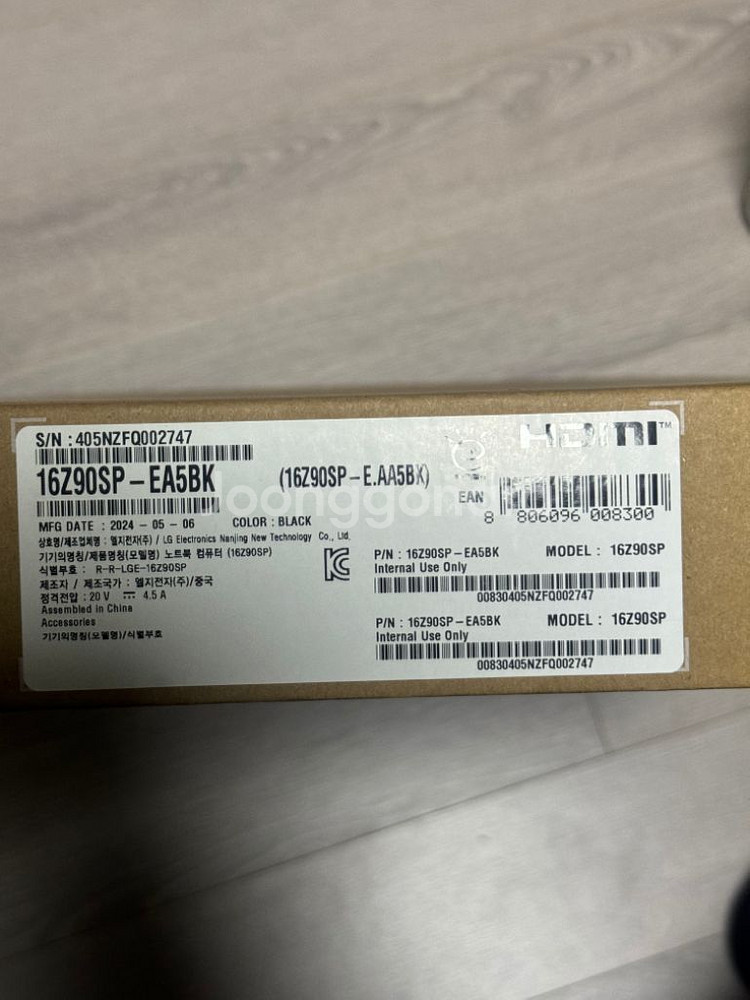 S/N : 405NZFQ002747
HDMI™
16Z90SP-EA5BK (16Z90SP-E.AA5BK)
EAN
8 806096 008300
MFG DATE : 2024 - 05 - 06 COLOR : BLACK
상호명/제조업체명 : 엘지전자(주) / LG Electronics Nanjing New Technology Co., Ltd.
기기의명칭/제품명칭(모델명) 노트북 컴퓨터 (16Z90SP)
식별부호 : R-R-LGE-16Z90SP
제조자 / 제조국가 : 엘지전자(주)/중국
정격전압 : 20 V ⎓ 4.5 A
Assembled in China
Accessories
기기의명칭(모델명)/식별부호
P/N : 16Z90SP-EA5BK MODEL : 16Z90SP
Internal Use Only
00830405NZFQ002747
P/N : 16Z90SP-EA5BK MODEL : 16Z90SP
Internal Use Only
00830405NZFQ002747